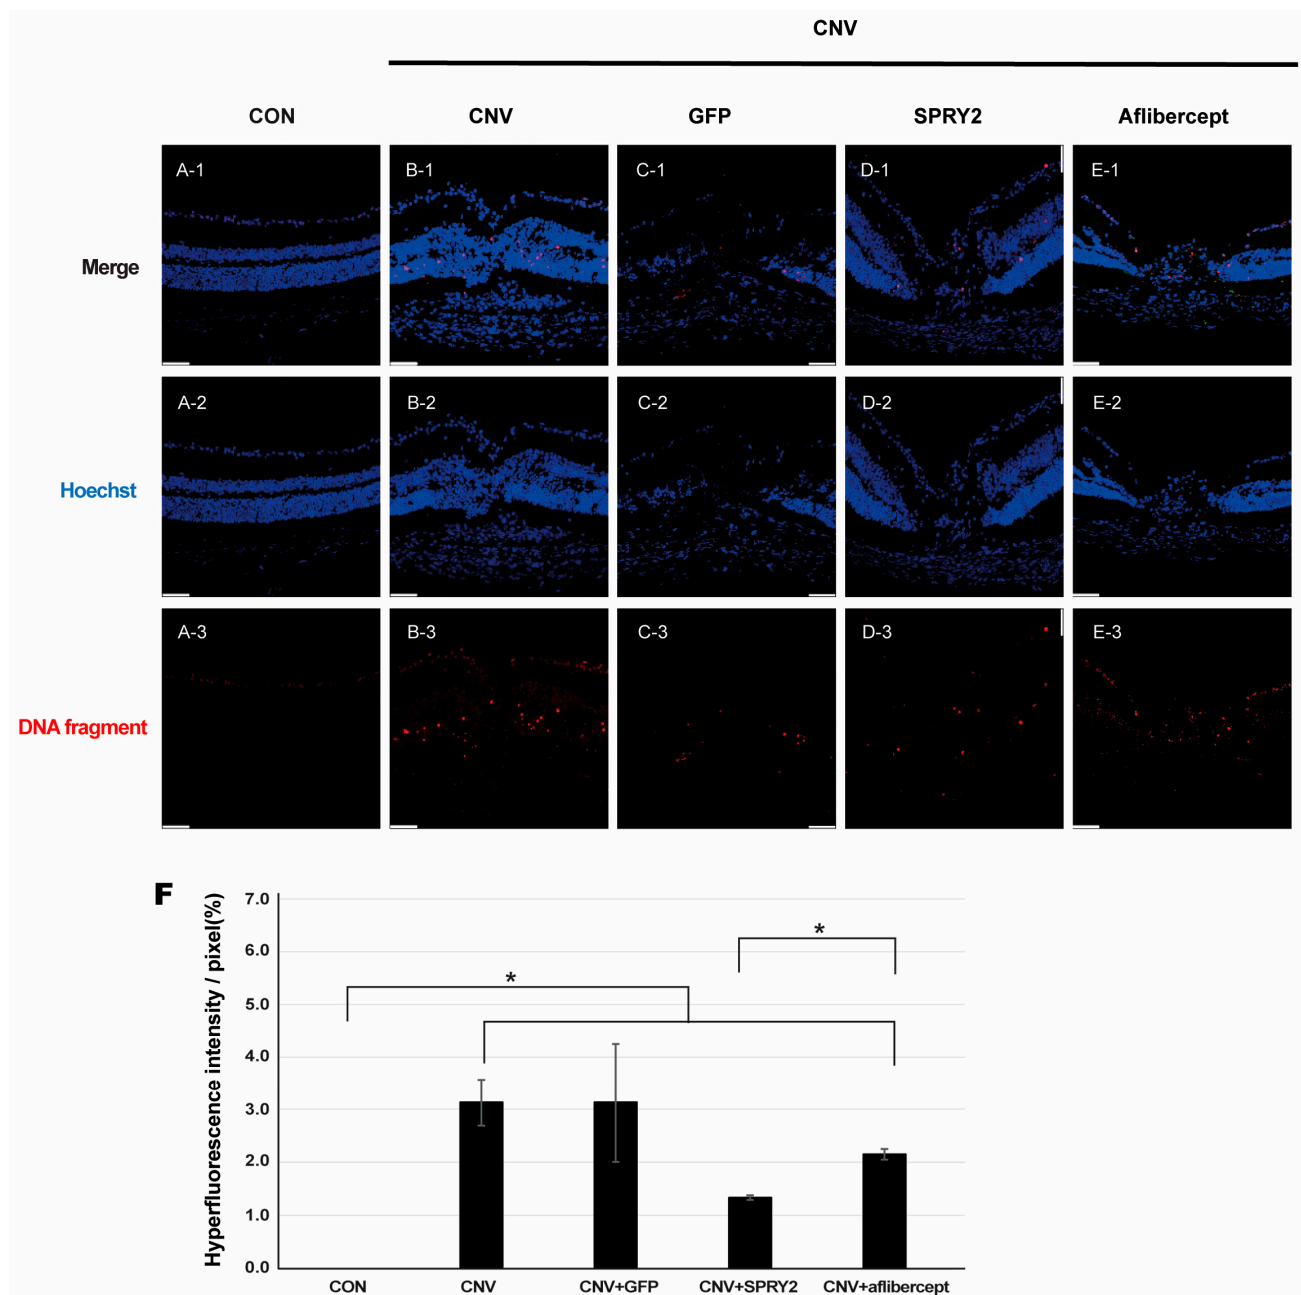 CNV
CON CNV GFP SPRY2 Aflibercept
A-1 B-1 C-1 D-1 E-1
Merge
A-2 B-2 C-2 D-2 E-2
Hoechst
A-3 B-3 C-3 D-3 E-3
DNA fragment
F
Hyperfluorescence intensity / pixel(%)
7.0
6.0
5.0
4.0
3.0
2.0
1.0
0.0
*
*
CON CNV CNV+GFP CNV+SPRY2 CNV+aflibercept